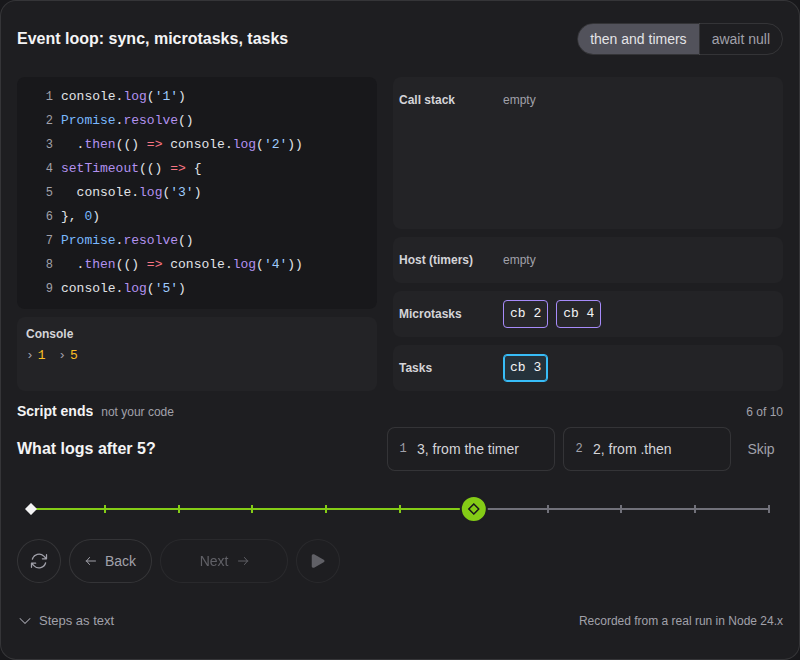 Event loop: sync, microtasks, tasks
then and timers
await null
1 console.log('1')
2 Promise.resolve()
3   .then(() => console.log('2'))
4 setTimeout(() => {
5   console.log('3')
6 }, 0)
7 Promise.resolve()
8   .then(() => console.log('4'))
9 console.log('5')
Console
› 1 › 5
Call stack empty
Host (timers) empty
Microtasks cb 2 cb 4
Tasks cb 3
Script ends not your code
6 of 10
What logs after 5?
1 3, from the timer
2 2, from .then
Skip
← Back
Next →
Steps as text
Recorded from a real run in Node 24.x